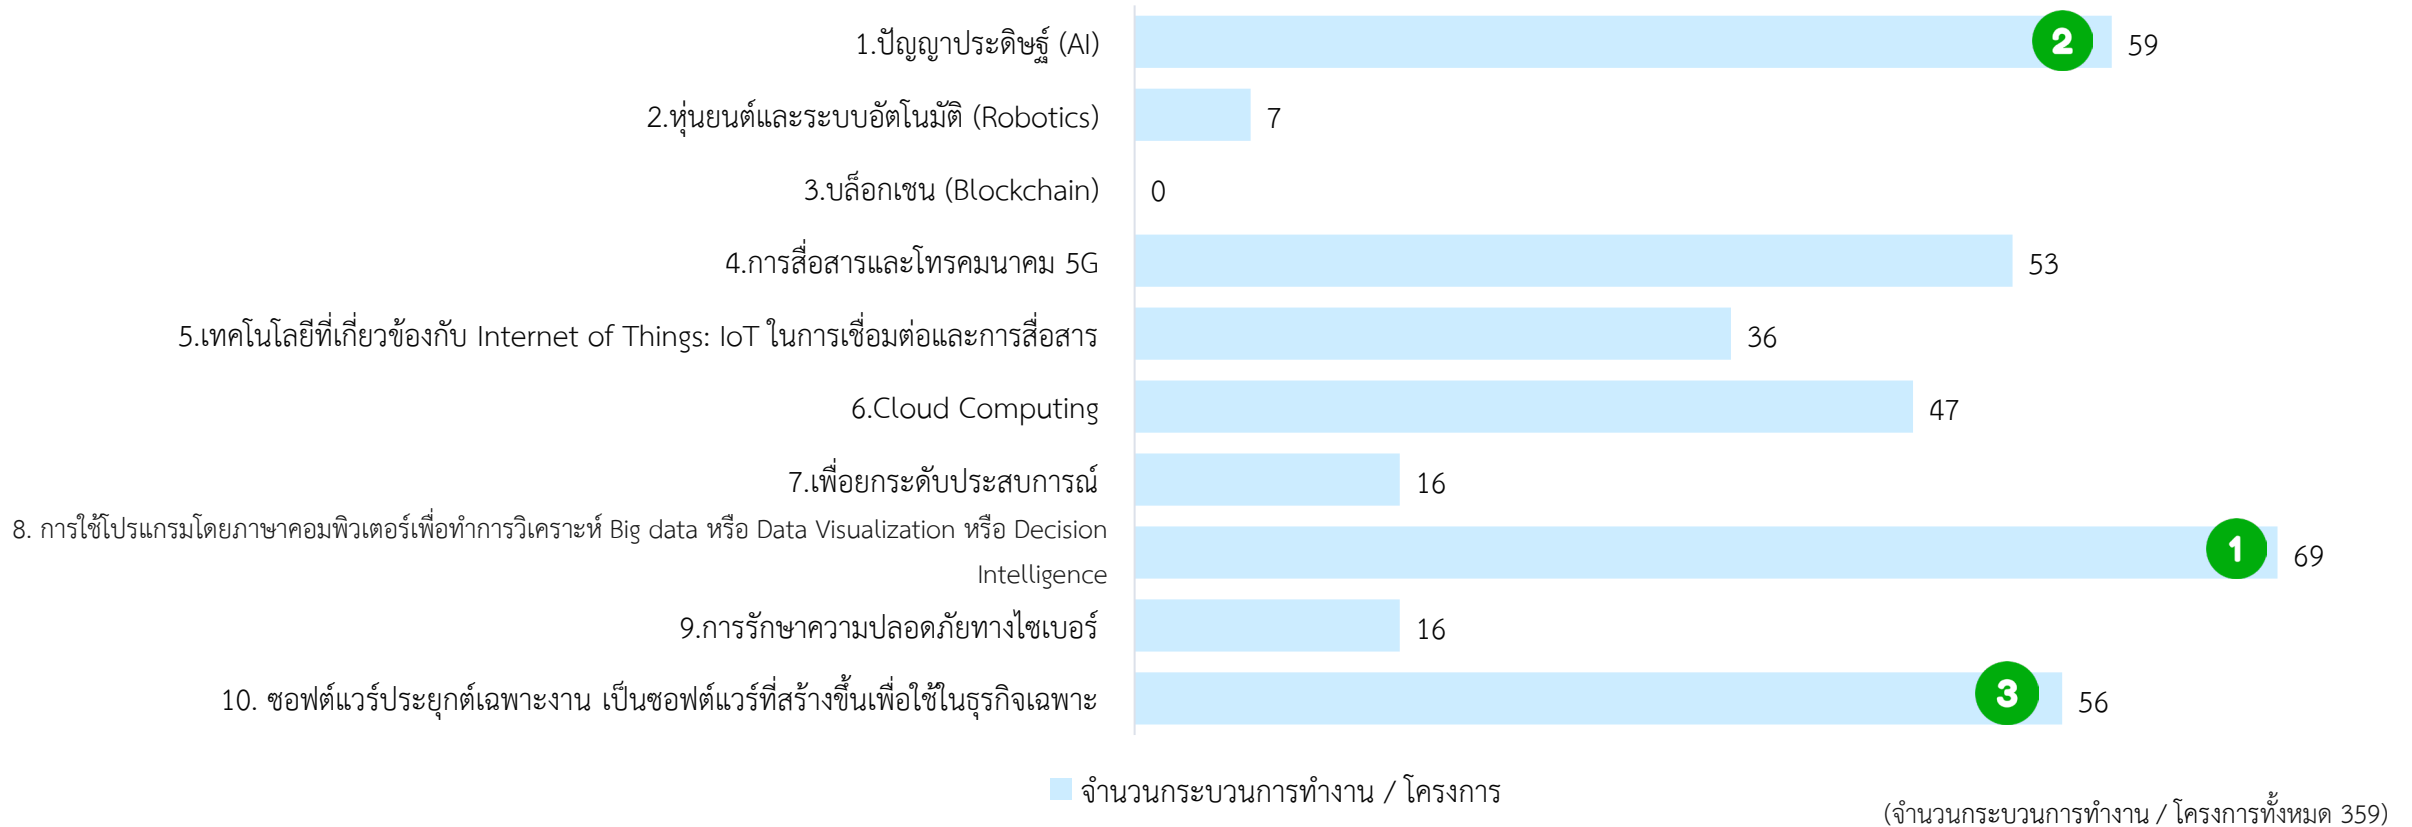 1.ปัญญาประดิษฐ์ (AI)
2
59
2.หุ่นยนต์และระบบอัตโนมัติ (Robotics)
7
3.บล็อกเชน (Blockchain)
0
4.การสื่อสารและโทรคมนาคม 5G
53
5.เทคโนโลยีที่เกี่ยวข้องกับ Internet of Things: IoT ในการเชื่อมต่อและการสื่อสาร
36
6.Cloud Computing
47
7.เพื่อยกระดับประสบการณ์
16
8. การใช้โปรแกรมโดยภาษาคอมพิวเตอร์เพื่อทำการวิเคราะห์ Big data หรือ Data Visualization หรือ Decision
Intelligence
1
69
9.การรักษาความปลอดภัยทางไซเบอร์
16
10. ซอฟต์แวร์ประยุกต์เฉพาะงาน เป็นซอฟต์แวร์ที่สร้างขึ้นเพื่อใช้ในธุรกิจเฉพาะ
3
56
จำนวนกระบวนการทำงาน / โครงการ
(จำนวนกระบวนการทำงาน / โครงการทั้งหมด 359)